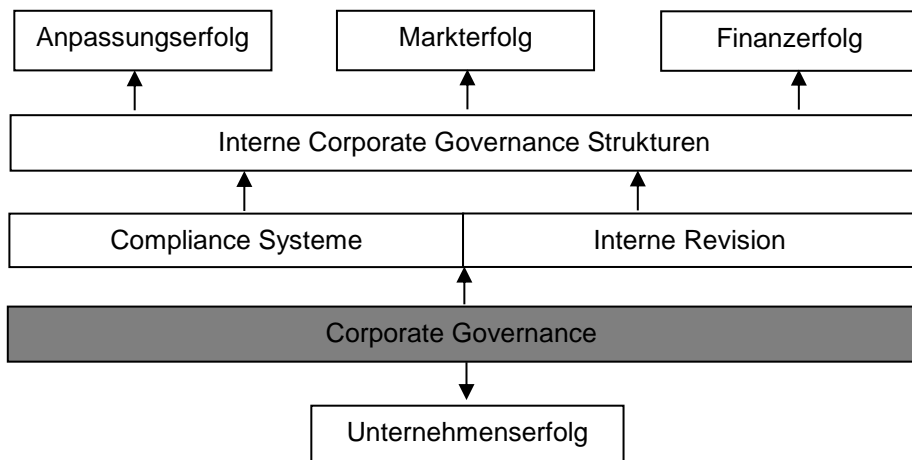 Anpassungserfolg
Markterfolg
Finanzerfolg
Interne Corporate Governance Strukturen
Compliance Systeme
Interne Revision
Corporate Governance
Unternehmenserfolg